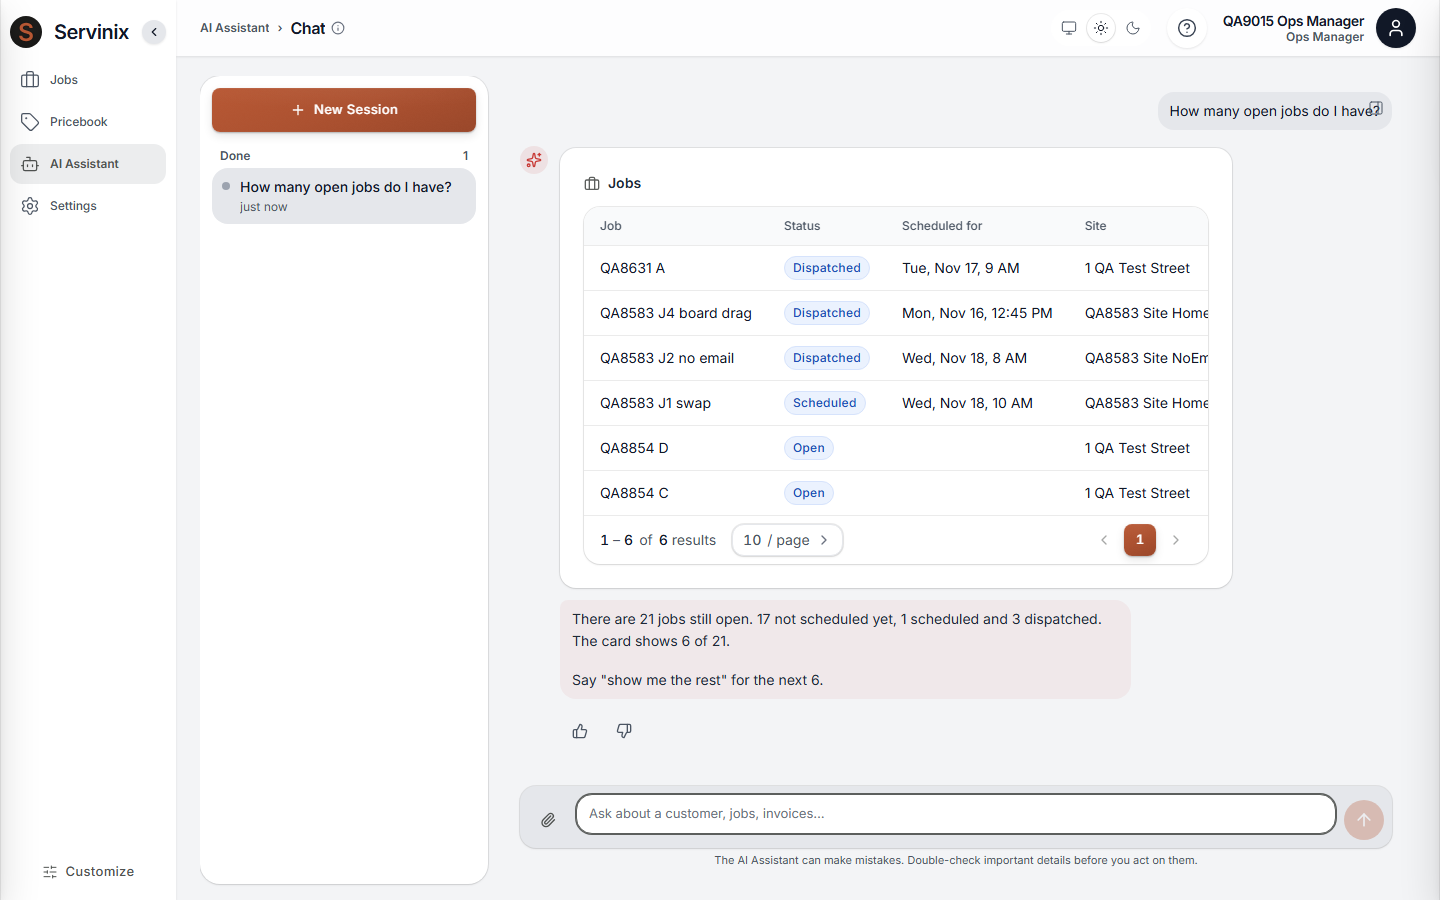 S Servinix
Jobs
Pricebook
AI Assistant
Settings
Customize
AI Assistant › Chat
QA9015 Ops Manager
Ops Manager
+ New Session
Done 1
How many open jobs do I have?
just now
How many open jobs do I have?
Jobs
Job Status Scheduled for Site
QA8631 A Dispatched Tue, Nov 17, 9 AM 1 QA Test Street
QA8583 J4 board drag Dispatched Mon, Nov 16, 12:45 PM QA8583 Site Home
QA8583 J2 no email Dispatched Wed, Nov 18, 8 AM QA8583 Site NoEm
QA8583 J1 swap Scheduled Wed, Nov 18, 10 AM QA8583 Site Home
QA8854 D Open 1 QA Test Street
QA8854 C Open 1 QA Test Street
1 – 6 of 6 results 10 / page 1
There are 21 jobs still open. 17 not scheduled yet, 1 scheduled and 3 dispatched.
The card shows 6 of 21.
Say "show me the rest" for the next 6.
Ask about a customer, jobs, invoices...
The AI Assistant can make mistakes. Double-check important details before you act on them.